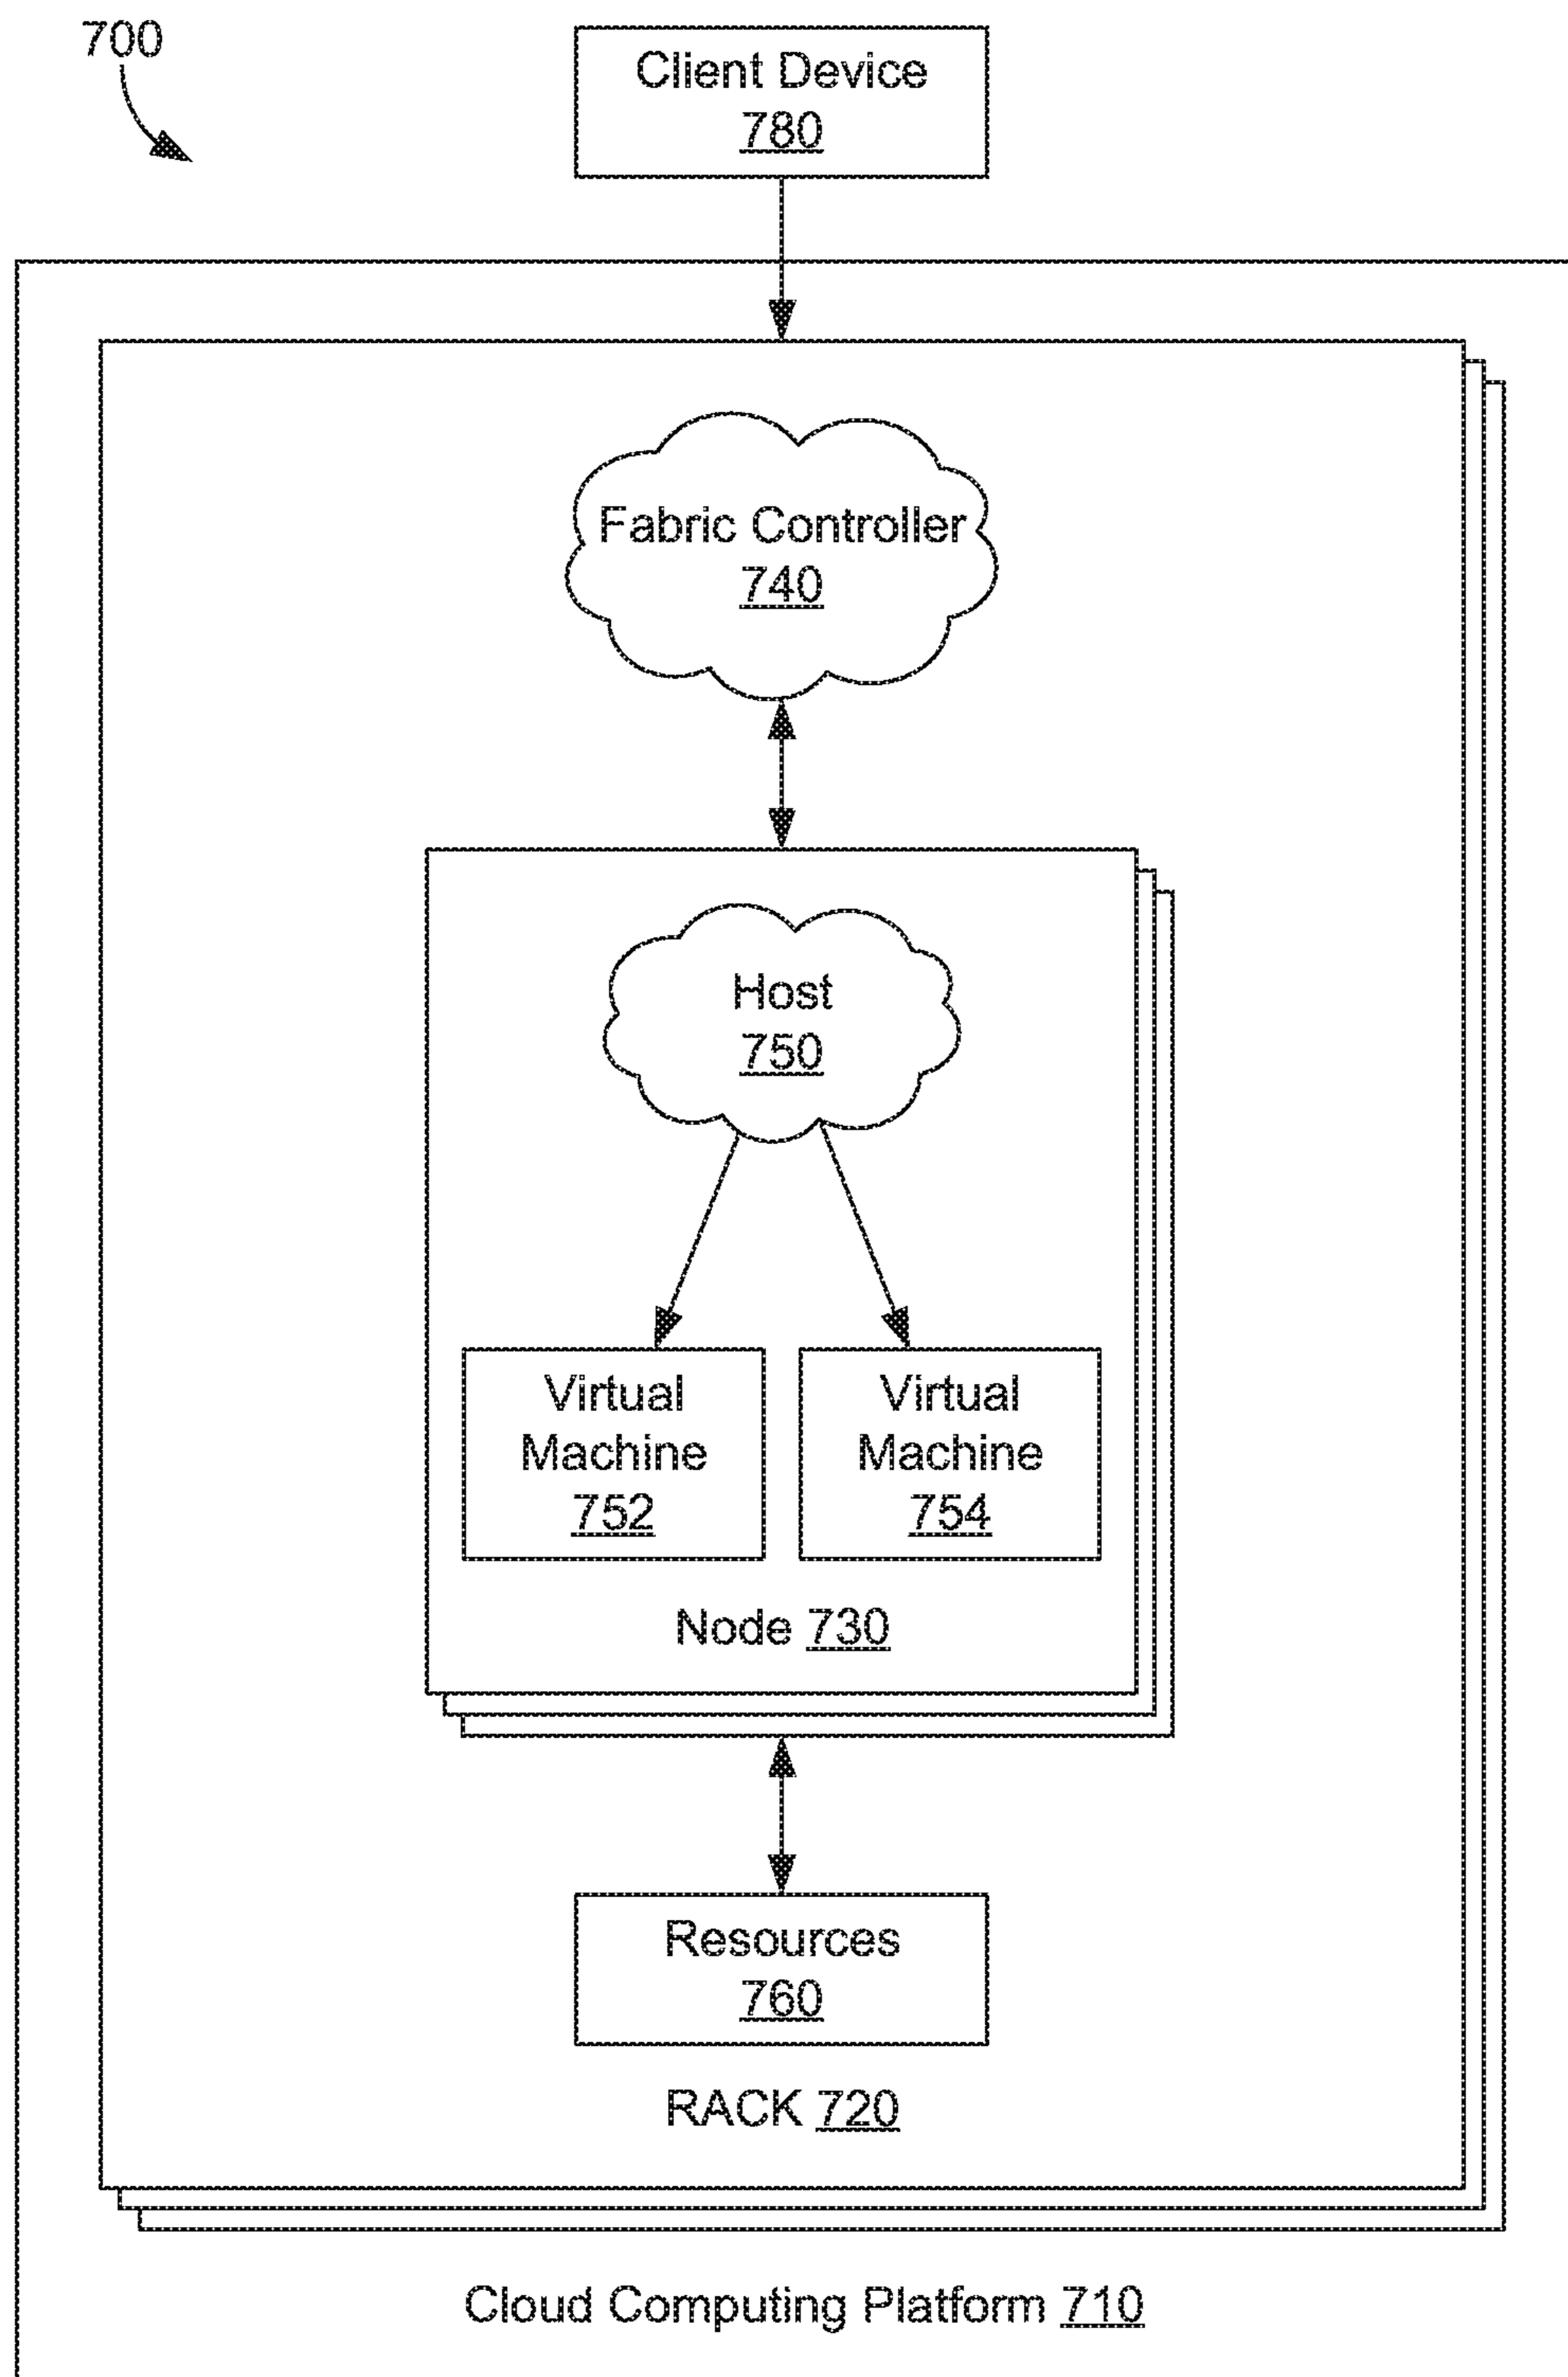 700
Client Device
780
Fabric Controller
740
Host
750
Virtual
Machine
752
Virtual
Machine
754
Node 730
Resources
760
RACK 720
Cloud Computing Platform 710